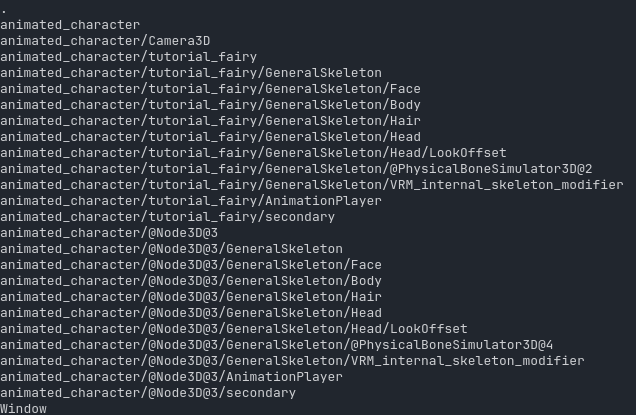 .
animated_character
animated_character/Camera3D
animated_character/tutorial_fairy
animated_character/tutorial_fairy/GeneralSkeleton
animated_character/tutorial_fairy/GeneralSkeleton/Face
animated_character/tutorial_fairy/GeneralSkeleton/Body
animated_character/tutorial_fairy/GeneralSkeleton/Hair
animated_character/tutorial_fairy/GeneralSkeleton/Head
animated_character/tutorial_fairy/GeneralSkeleton/Head/LookOffset
animated_character/tutorial_fairy/GeneralSkeleton/@PhysicalBoneSimulator3D@2
animated_character/tutorial_fairy/GeneralSkeleton/VRM_internal_skeleton_modifier
animated_character/tutorial_fairy/AnimationPlayer
animated_character/tutorial_fairy/secondary
animated_character/@Node3D@3
animated_character/@Node3D@3/GeneralSkeleton
animated_character/@Node3D@3/GeneralSkeleton/Face
animated_character/@Node3D@3/GeneralSkeleton/Body
animated_character/@Node3D@3/GeneralSkeleton/Hair
animated_character/@Node3D@3/GeneralSkeleton/Head
animated_character/@Node3D@3/GeneralSkeleton/Head/LookOffset
animated_character/@Node3D@3/GeneralSkeleton/@PhysicalBoneSimulator3D@4
animated_character/@Node3D@3/GeneralSkeleton/VRM_internal_skeleton_modifier
animated_character/@Node3D@3/AnimationPlayer
animated_character/@Node3D@3/secondary
Window